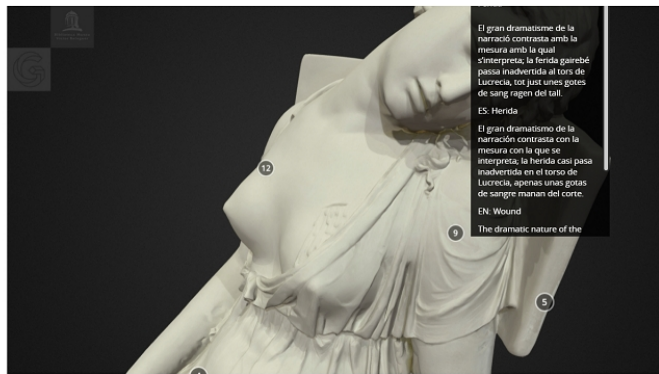 El gran dramatisme de la
narració contrasta amb la
mesura amb la qual
s'interpreta; la ferida gairebé
passa inadvertida al tors de
Lucrecia, tot just unes gotes
de sang ragen del tall.
ES: Herida
El gran dramatismo de la
narración contrasta con la
mesura con la que se
interpreta; la herida casi pasa
inadvertida en el torso de
Lucrecia, apenas unas gotas
de sangre manan del corte.
EN: Wound
The dramatic nature of the
12
9
5